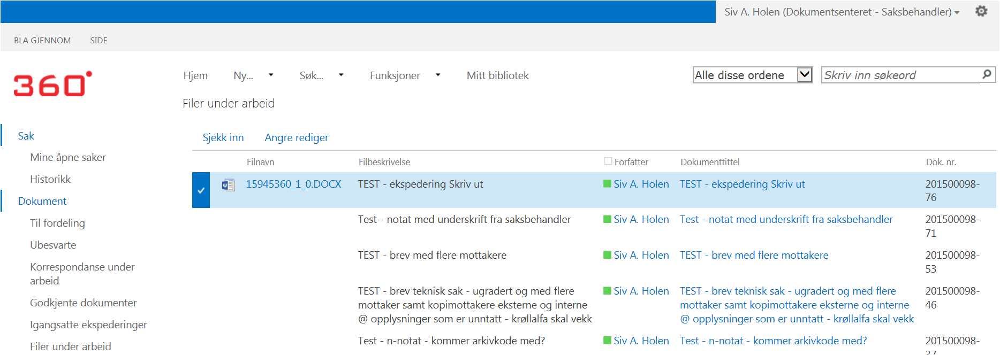 Siv A. Holen (Dokumentsenteret - Saksbehandler)
BLA GJENNOM SIDE
360°
Hjem Ny... Søk... Funksjoner Mitt bibliotek Alle disse ordene Skriv inn søkeord
Filer under arbeid
Sak
Mine åpne saker
Historikk
Dokument
Til fordeling
Ubesvarte
Korrespondanse under
arbeid
Godkjente dokumenter
Igangsatte ekspederinger
Filer under arbeid
Sjekk inn Angre rediger
Filnavn Filbeskrivelse Forfatter Dokumenttittel Dok. nr.
15945360_1_0.DOCX TEST - ekspedering Skriv ut Siv A. Holen TEST - ekspedering Skriv ut 201500098-
76
Test - notat med underskrift fra saksbehandler Siv A. Holen Test - notat med underskrift fra saksbehandler 201500098-
71
TEST - brev med flere mottakere Siv A. Holen TEST - brev med flere mottakere 201500098-
53
TEST - brev teknisk sak - ugradert og med flere Siv A. Holen TEST - brev teknisk sak - ugradert og med flere 201500098-
mottaker samt kopimottakere eksterne og interne mottaker samt kopimottakere eksterne og interne 46
@ opplysninger som er unntatt - krøllalfa skal vekk @ opplysninger som er unntatt - krøllalfa skal vekk
Test - n-notat - kommer arkivkode med? Siv A. Holen Test - n-notat - kommer arkivkode med? 201500098-